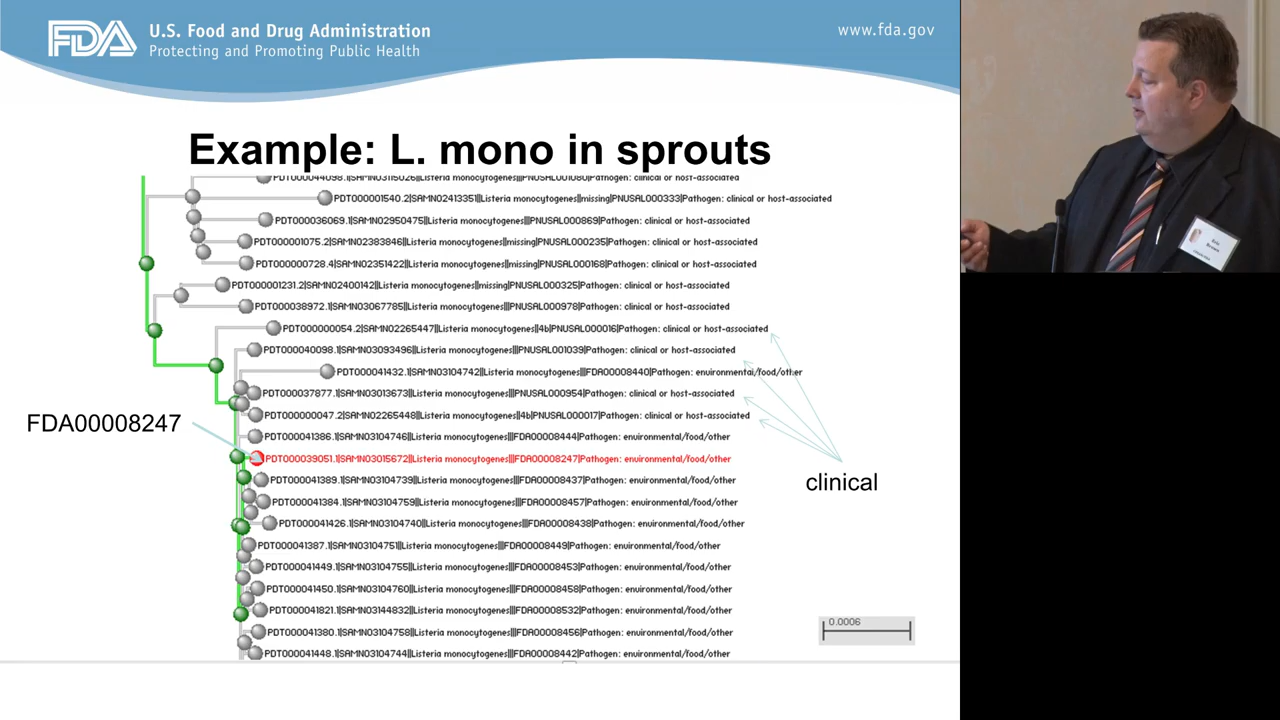 FDA
U.S. Food and Drug Administration
Protecting and Promoting Public Health
www.fda.gov
Example: L. mono in sprouts
PDT000044098.1|SAMN03115026||Listeria monocytogenes|||PNUSAL001080|Pathogen: clinical or host-associated
PDT000001540.2|SAMN02413351||Listeria monocytogenes||missing|PNUSAL000333|Pathogen: clinical or host-associated
PDT000036069.1|SAMN02950475||Listeria monocytogenes|||PNUSAL000869|Pathogen: clinical or host-associated
PDT000001075.2|SAMN02383846||Listeria monocytogenes||missing|PNUSAL000235|Pathogen: clinical or host-associated
PDT000000728.4|SAMN02351422||Listeria monocytogenes||missing|PNUSAL000168|Pathogen: clinical or host-associated
PDT000001231.2|SAMN02400142||Listeria monocytogenes||missing|PNUSAL000325|Pathogen: clinical or host-associated
PDT000038972.1|SAMN03067785||Listeria monocytogenes|||PNUSAL000978|Pathogen: clinical or host-associated
PDT000000054.2|SAMN02265447||Listeria monocytogenes||4b|PNUSAL000016|Pathogen: clinical or host-associated
PDT000040098.1|SAMN03093496||Listeria monocytogenes|||PNUSAL001039|Pathogen: clinical or host-associated
PDT000041432.1|SAMN03104742||Listeria monocytogenes|||FDA00008440|Pathogen: environmental/food/other
PDT000037877.1|SAMN03013673||Listeria monocytogenes|||PNUSAL000954|Pathogen: clinical or host-associated
PDT000000047.2|SAMN02265448||Listeria monocytogenes||4b|PNUSAL000017|Pathogen: clinical or host-associated
FDA00008247
PDT000041386.1|SAMN03104746||Listeria monocytogenes|||FDA00008444|Pathogen: environmental/food/other
PDT000039051.1|SAMN03015672||Listeria monocytogenes|||FDA00008247|Pathogen: environmental/food/other
PDT000041389.1|SAMN03104739||Listeria monocytogenes|||FDA00008437|Pathogen: environmental/food/other
clinical
PDT000041384.1|SAMN03104759||Listeria monocytogenes|||FDA00008457|Pathogen: environmental/food/other
PDT000041426.1|SAMN03104740||Listeria monocytogenes|||FDA00008438|Pathogen: environmental/food/other
PDT000041387.1|SAMN03104751||Listeria monocytogenes|||FDA00008449|Pathogen: environmental/food/other
PDT000041449.1|SAMN03104755||Listeria monocytogenes|||FDA00008453|Pathogen: environmental/food/other
PDT000041450.1|SAMN03104760||Listeria monocytogenes|||FDA00008458|Pathogen: environmental/food/other
PDT000041821.1|SAMN03144832||Listeria monocytogenes|||FDA00008532|Pathogen: environmental/food/other
0.0006
PDT000041380.1|SAMN03104758||Listeria monocytogenes|||FDA00008456|Pathogen: environmental/food/other
PDT000041448.1|SAMN03104744||Listeria monocytogenes|||FDA00008442|Pathogen: environmental/food/other
Eric
Brown